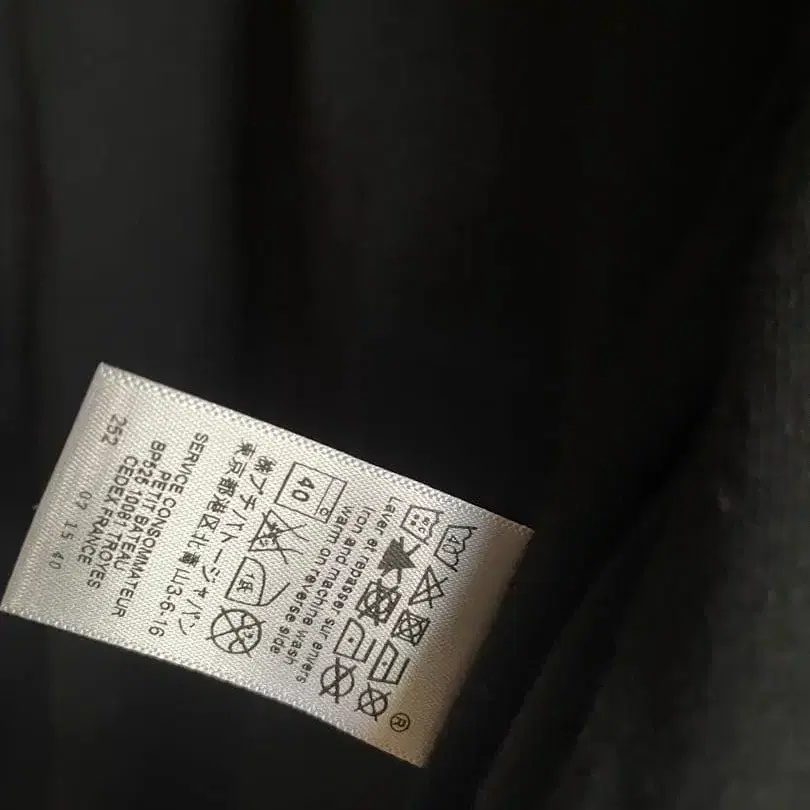 ®
Laver et repasser sur envers
Iron and machine wash
warm on reverse side
40
㈱プチバトージャパン
東京都港区北青山3-6-16
SERVICE CONSOMMATEUR
PETIT BATEAU
BP525 10081 TROYES
CEDEX FRANCE
252
07 15 40